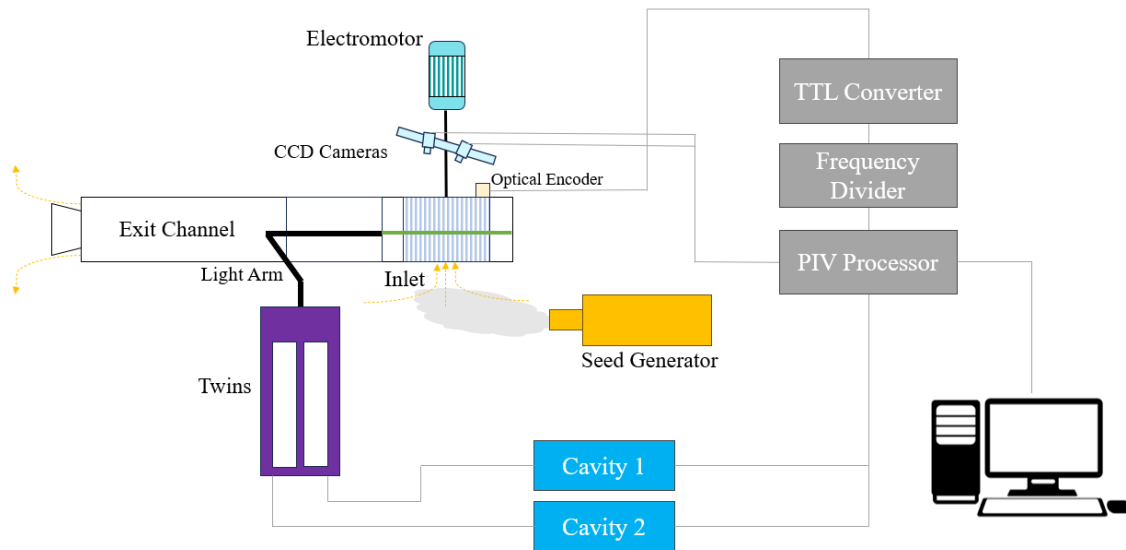 Electromotor
TTL Converter
CCD Cameras
Frequency
Divider
Optical Encoder
Exit Channel
PIV Processor
Light Arm
Inlet
Seed Generator
Twins
Cavity 1
Cavity 2